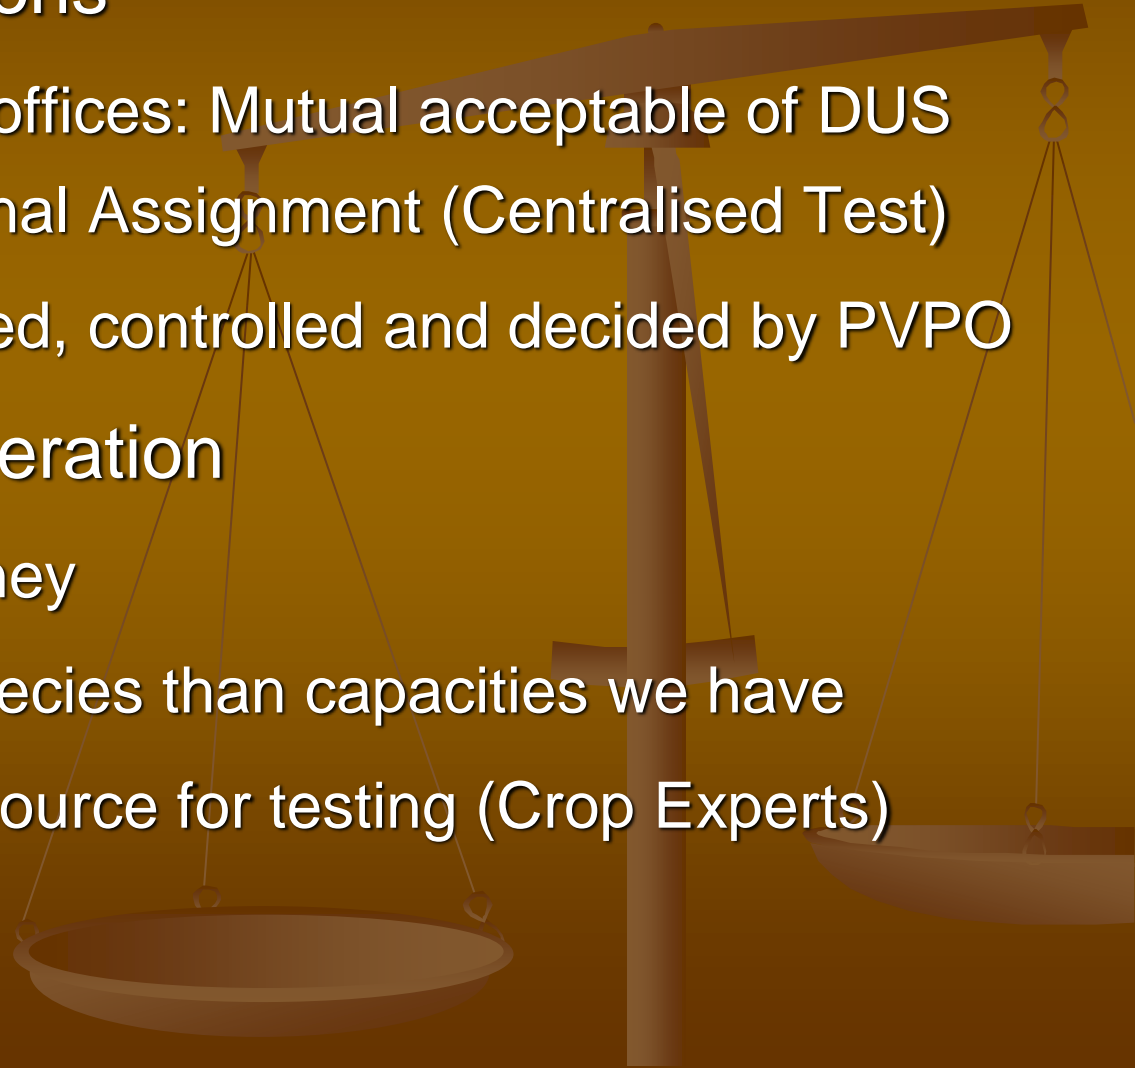 ons
offices: Mutual acceptable of DUS
nal Assignment (Centralised Test)
ed, controlled and decided by PVPO
eration
ney
ecies than capacities we have
ource for testing (Crop Experts)